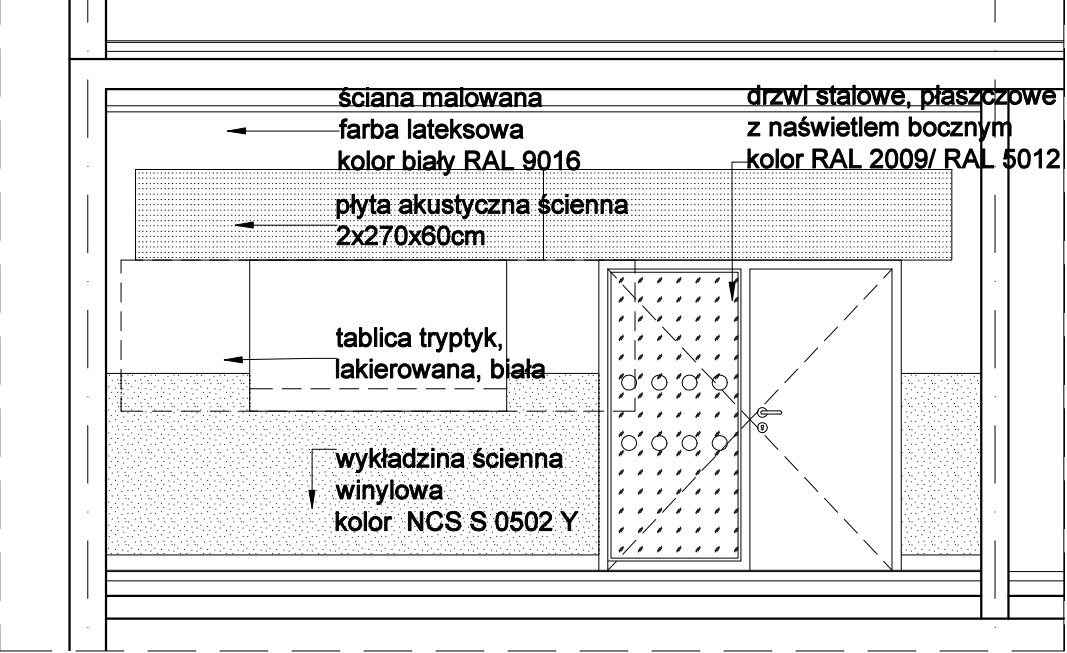 ściana malowana
farba lateksowa
kolor biały RAL 9016
drzwi stalowe, płaszczowe
z naświetlem bocznym
kolor RAL 2009/ RAL 5012
płyta akustyczna ścienna
2x270x60cm
tablica tryptyk,
lakierowana, biała
wykładzina ścienna
winylowa
kolor NCS S 0502 Y